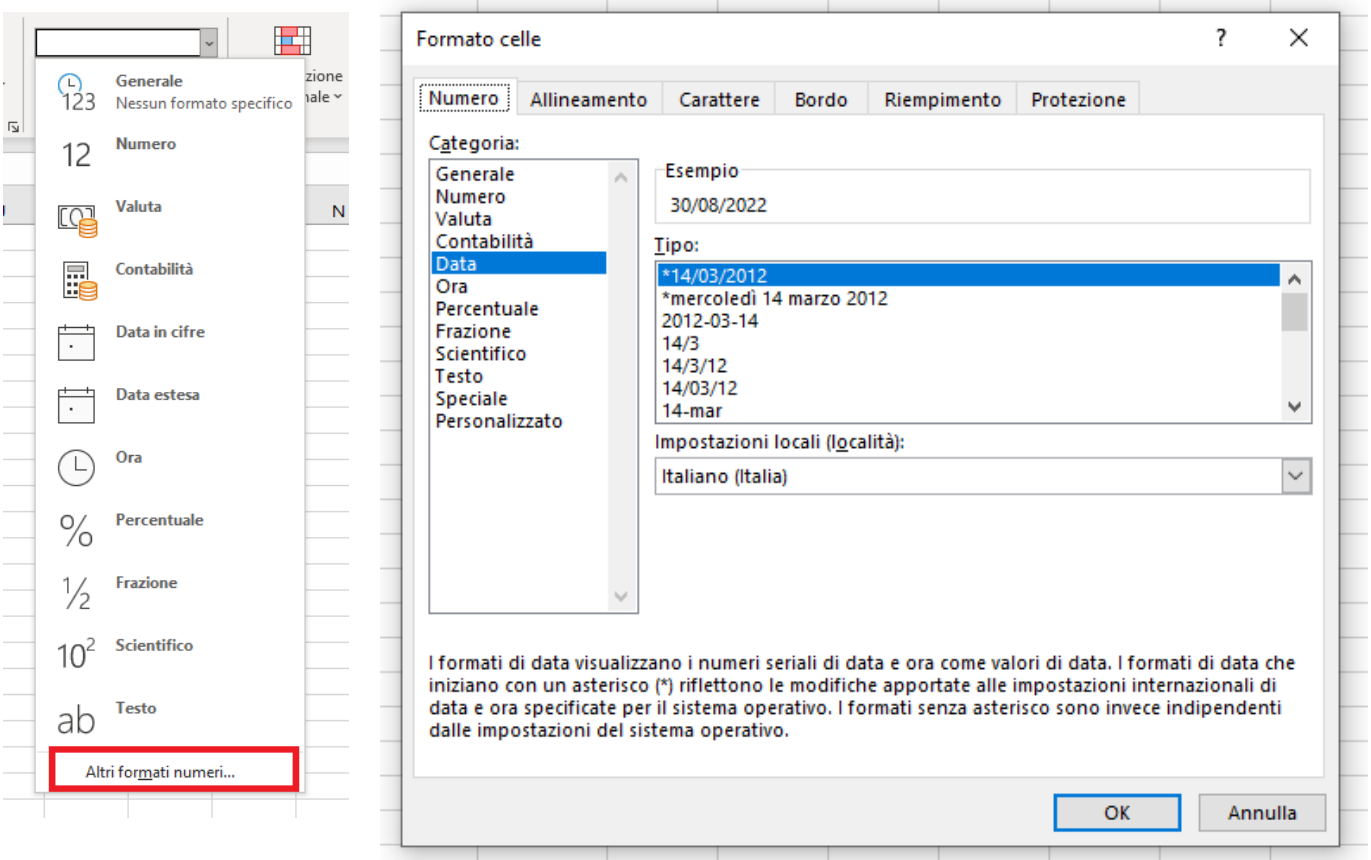 Generale
123
Nessun formato specifico
zione
nale
12
Numero
Valuta
N
Contabilità
Data in cifre
Data estesa
Ora
%
Percentuale
½
Frazione
10²
Scientifico
ab
Testo
Altri formati numeri...
Formato celle
?
Numero
Allineamento
Carattere
Bordo
Riempimento
Protezione
Categoria:
Generale
Numero
Valuta
Contabilità
Data
Ora
Percentuale
Frazione
Scientifico
Testo
Speciale
Personalizzato
Esempio
30/08/2022
Tipo:
*14/03/2012
*mercoledì 14 marzo 2012
2012-03-14
14/3
14/3/12
14/03/12
14-mar
Impostazioni locali (località):
Italiano (Italia)
I formati di data visualizzano i numeri seriali di data e ora come valori di data. I formati di data che
iniziano con un asterisco (*) riflettono le modifiche apportate alle impostazioni internazionali di
data e ora specificate per il sistema operativo. I formati senza asterisco sono invece indipendenti
dalle impostazioni del sistema operativo.
OK
Annulla